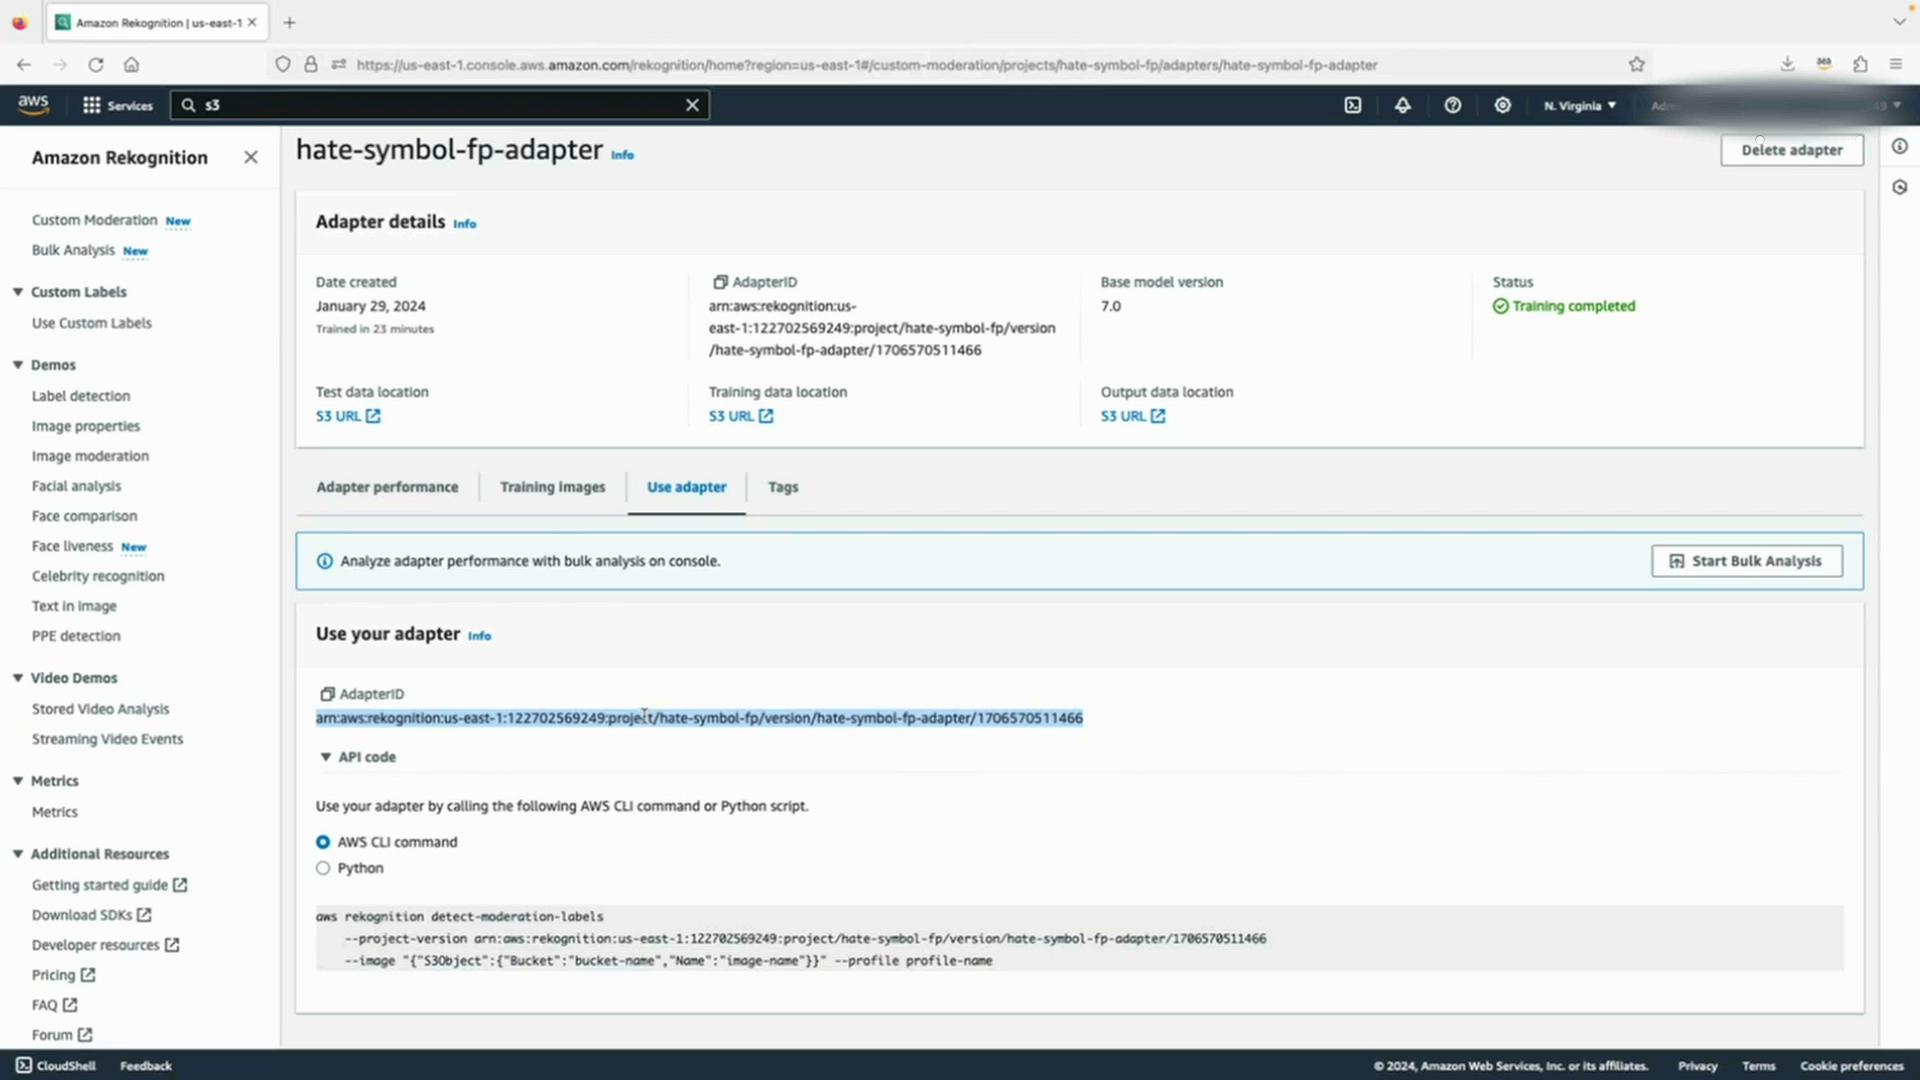 Amazon Rekognition | us-east-1
https://us-east-1.console.aws.amazon.com/rekognition/home?region=us-east-1#/custom-moderation/projects/hate-symbol-fp/adapters/hate-symbol-fp-adapter
aws
Services
s3
N. Virginia
Amazon Rekognition
Custom Moderation New
Bulk Analysis New
Custom Labels
Use Custom Labels
Demos
Label detection
Image properties
Image moderation
Facial analysis
Face comparison
Face liveness New
Celebrity recognition
Text in image
PPE detection
Video Demos
Stored Video Analysis
Streaming Video Events
Metrics
Metrics
Additional Resources
Getting started guide
Download SDKs
Developer resources
Pricing
FAQ
Forum
hate-symbol-fp-adapter Info
Delete adapter
Adapter details Info
Date created
January 29, 2024
Trained in 23 minutes
AdapterID
arn:aws:rekognition:us-
east-1:122702569249:project/hate-symbol-fp/version
/hate-symbol-fp-adapter/1706570511466
Base model version
7.0
Status
Training completed
Test data location
S3 URL
Training data location
S3 URL
Output data location
S3 URL
Adapter performance
Training images
Use adapter
Tags
Analyze adapter performance with bulk analysis on console.
Start Bulk Analysis
Use your adapter Info
AdapterID
arn:aws:rekognition:us-east-1:122702569249:project/hate-symbol-fp/version/hate-symbol-fp-adapter/1706570511466
API code
Use your adapter by calling the following AWS CLI command or Python script.
AWS CLI command
Python
aws rekognition detect-moderation-labels
--project-version arn:aws:rekognition:us-east-1:122702569249:project/hate-symbol-fp/version/hate-symbol-fp-adapter/1706570511466
--image "{"S3Object":{"Bucket":"bucket-name","Name":"image-name"}}" --profile profile-name
CloudShell
Feedback
© 2024, Amazon Web Services, Inc. or its affiliates.
Privacy
Terms
Cookie preferences